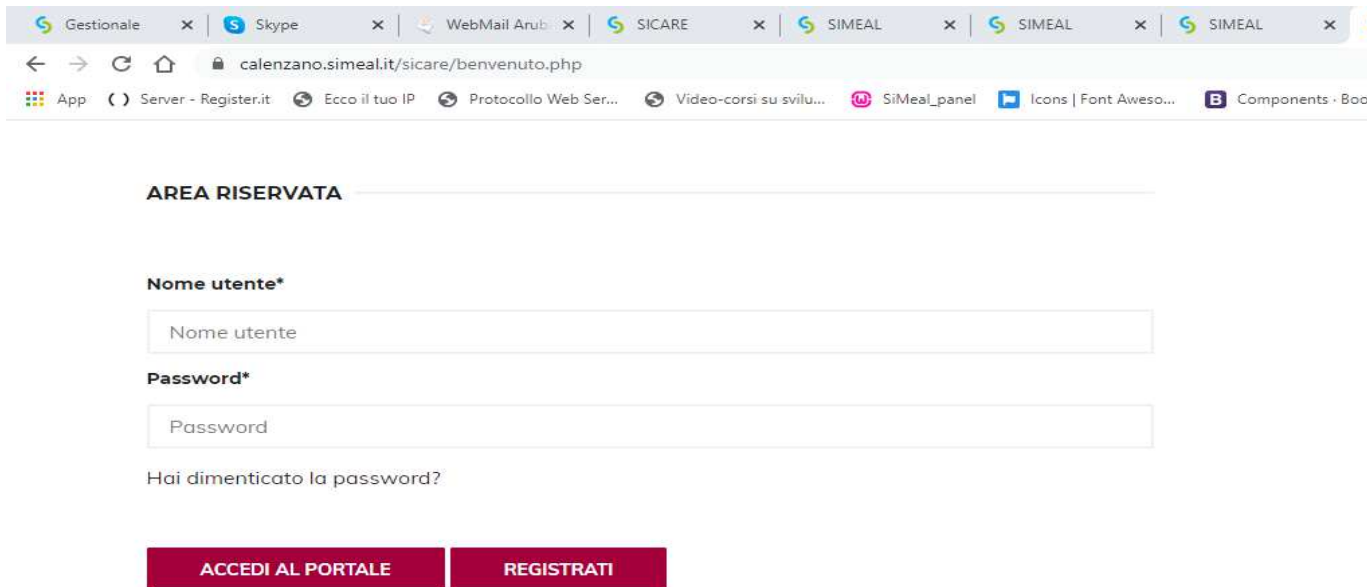 Gestionale Skype WebMail Arub SICARE SIMEAL SIMEAL SIMEAL
calenzano.simeal.it/sicare/benvenuto.php
App Server - Register.it Ecco il tuo IP Protocollo Web Ser... Video-corsi su svilu... SiMeal_panel Icons | Font Aweso... Components · Boo
AREA RISERVATA
Nome utente*
Nome utente
Password*
Password
Hai dimenticato la password?
ACCEDI AL PORTALE REGISTRATI